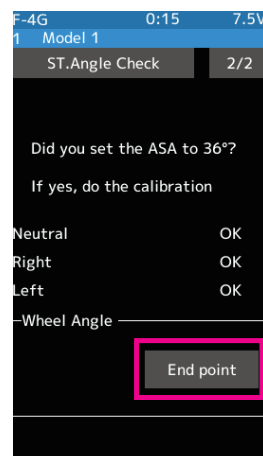 F-4G 0:15 7.5V
1 Model 1
ST.Angle Check 2/2
Did you set the ASA to 36°?
If yes, do the calibration
Neutral OK
Right OK
Left OK
Wheel Angle
End point